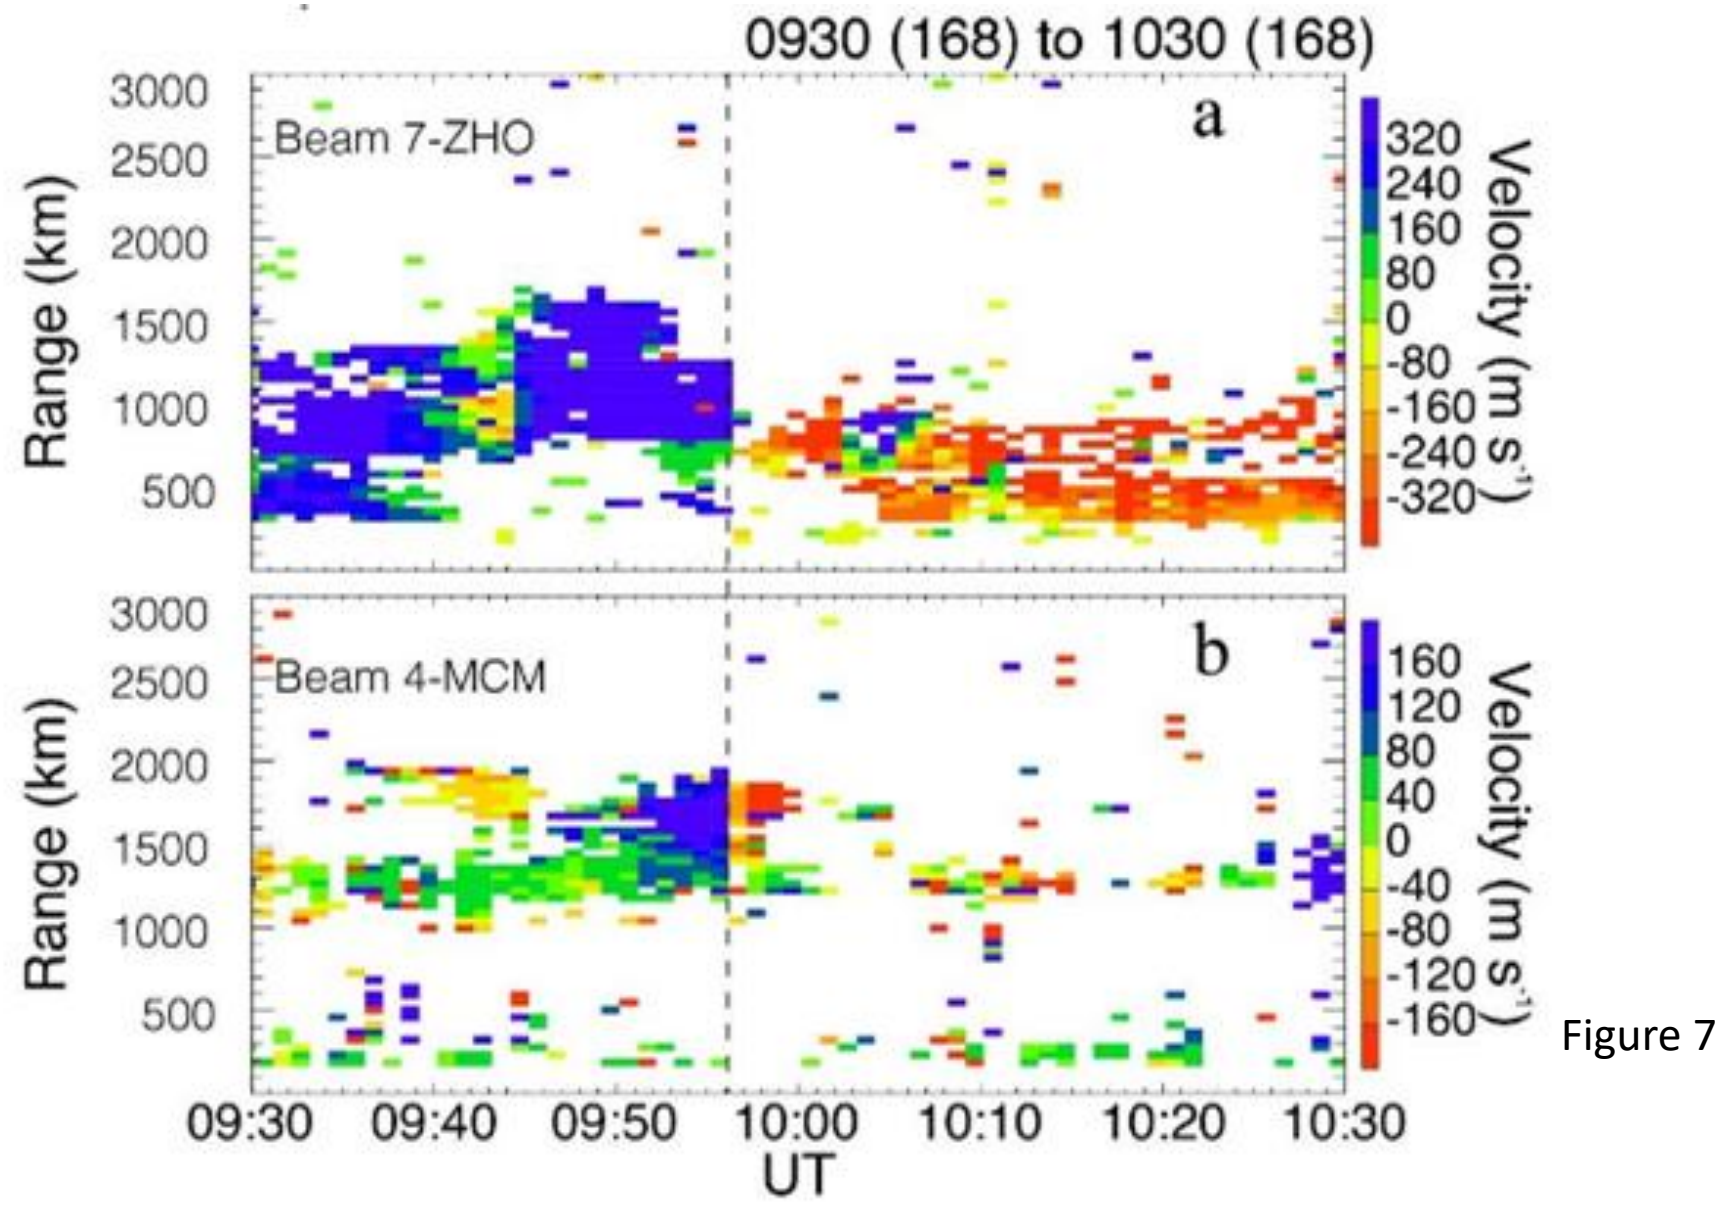 0930 (168) to 1030 (168)
3000
2500
2000
1500
1000
500
Range (km)
Beam 7-ZHO
a
320
240
160
80
0
-80
-160
-240
-320
Velocity (m s-1)
3000
2500
2000
1500
1000
500
Range (km)
Beam 4-MCM
b
160
120
80
40
0
-40
-80
-120
-160
Velocity (m s-1)
09:30 09:40 09:50 10:00 10:10 10:20 10:30
UT
Figure 7